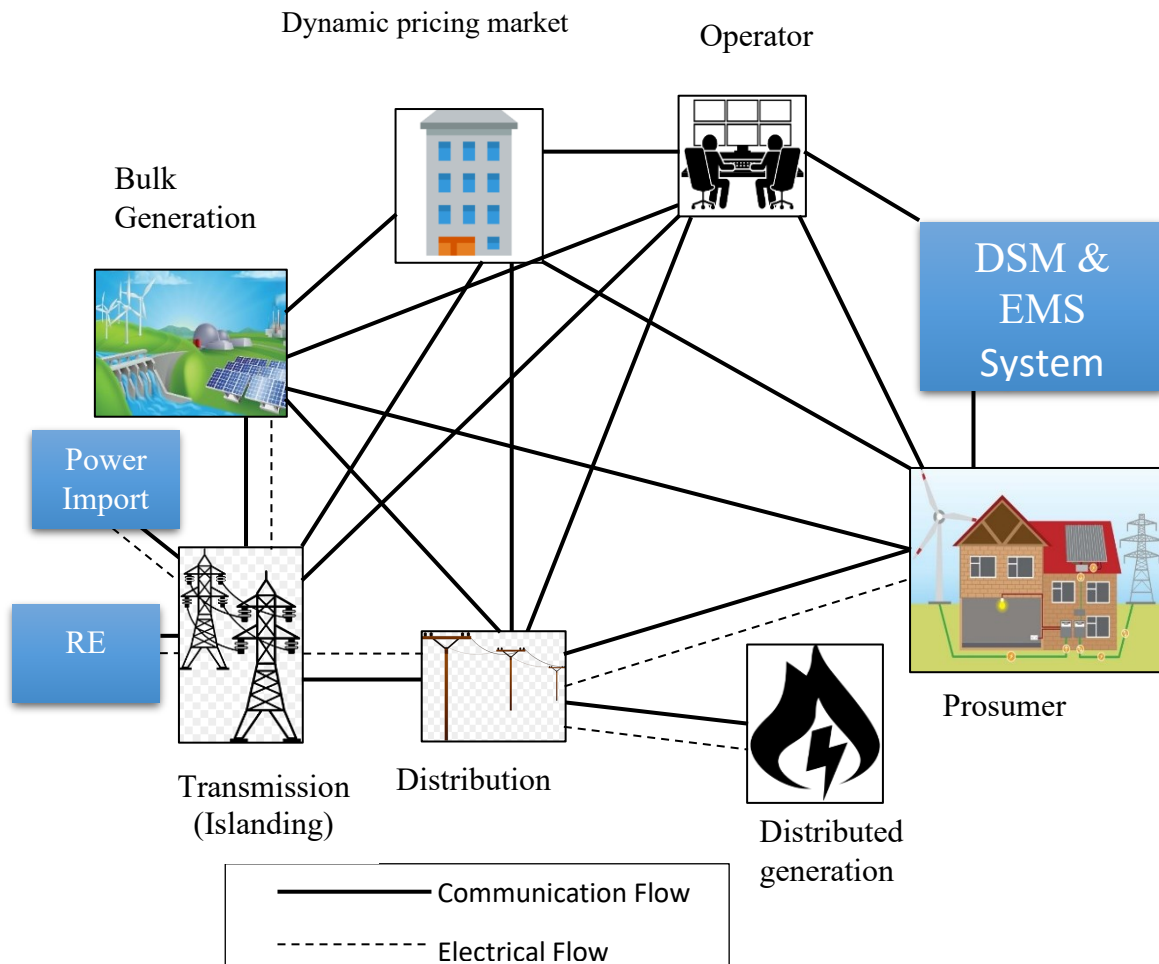 Dynamic pricing market
Operator
Bulk
Generation
DSM &
EMS
System
Power
Import
RE
Prosumer
Transmission
(Islanding)
Distribution
Distributed
generation
Communication Flow
Electrical Flow